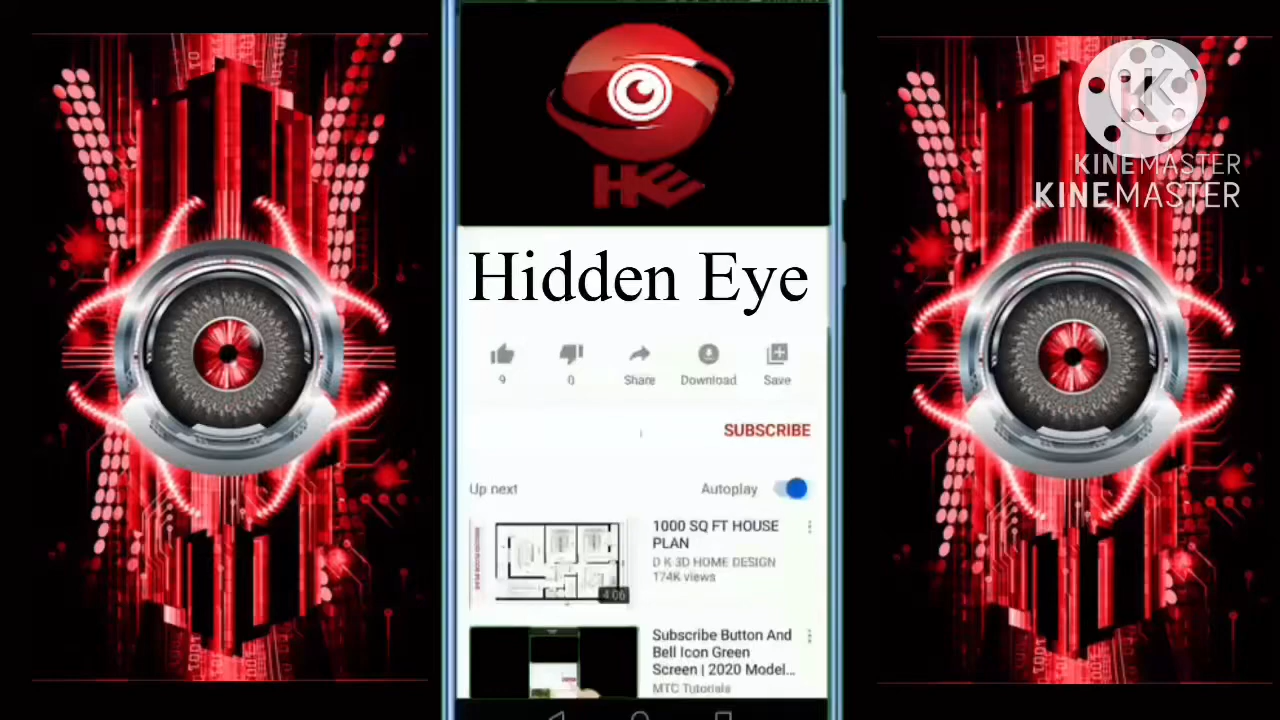 HKE
KINEMASTER
KINEMASTER
Hidden Eye
9
0
Share
Download
Save
SUBSCRIBE
Up next
Autoplay
1000 SQ FT HOUSE
PLAN
D K 3D HOME DESIGN
174K views
4:06
Subscribe Button And
Bell Icon Green
Screen | 2020 Model...
MTC Tutorials